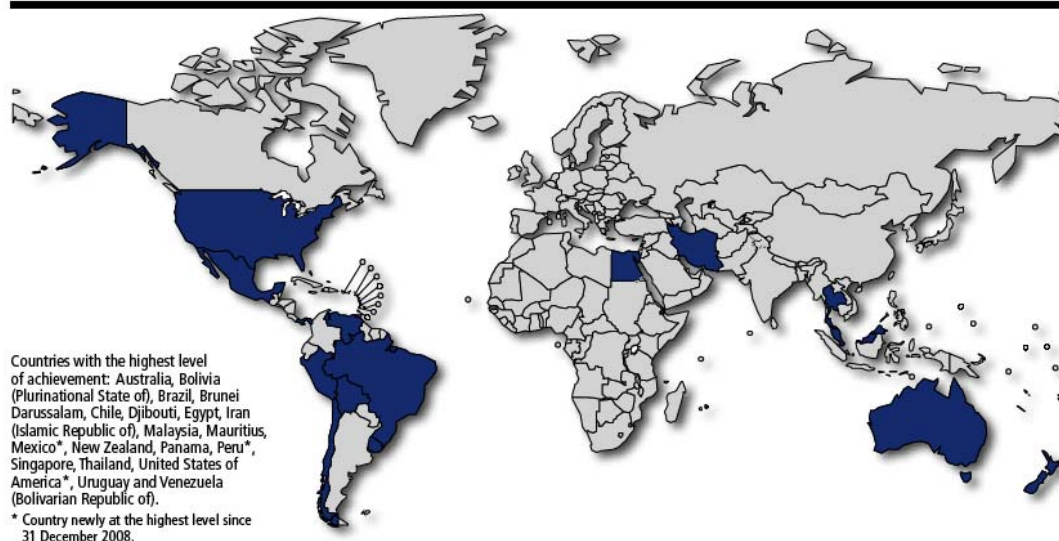 Countries with the highest level
of achievement: Australia, Bolivia
(Plurinational State of), Brazil, Brunei
Darussalam, Chile, Djibouti, Egypt, Iran
(Islamic Republic of), Malaysia, Mauritius,
Mexico*, New Zealand, Panama, Peru*,
Singapore, Thailand, United States of
America*, Uruguay and Venezuela
(Bolivarian Republic of).
* Country newly at the highest level since
31 December 2008.